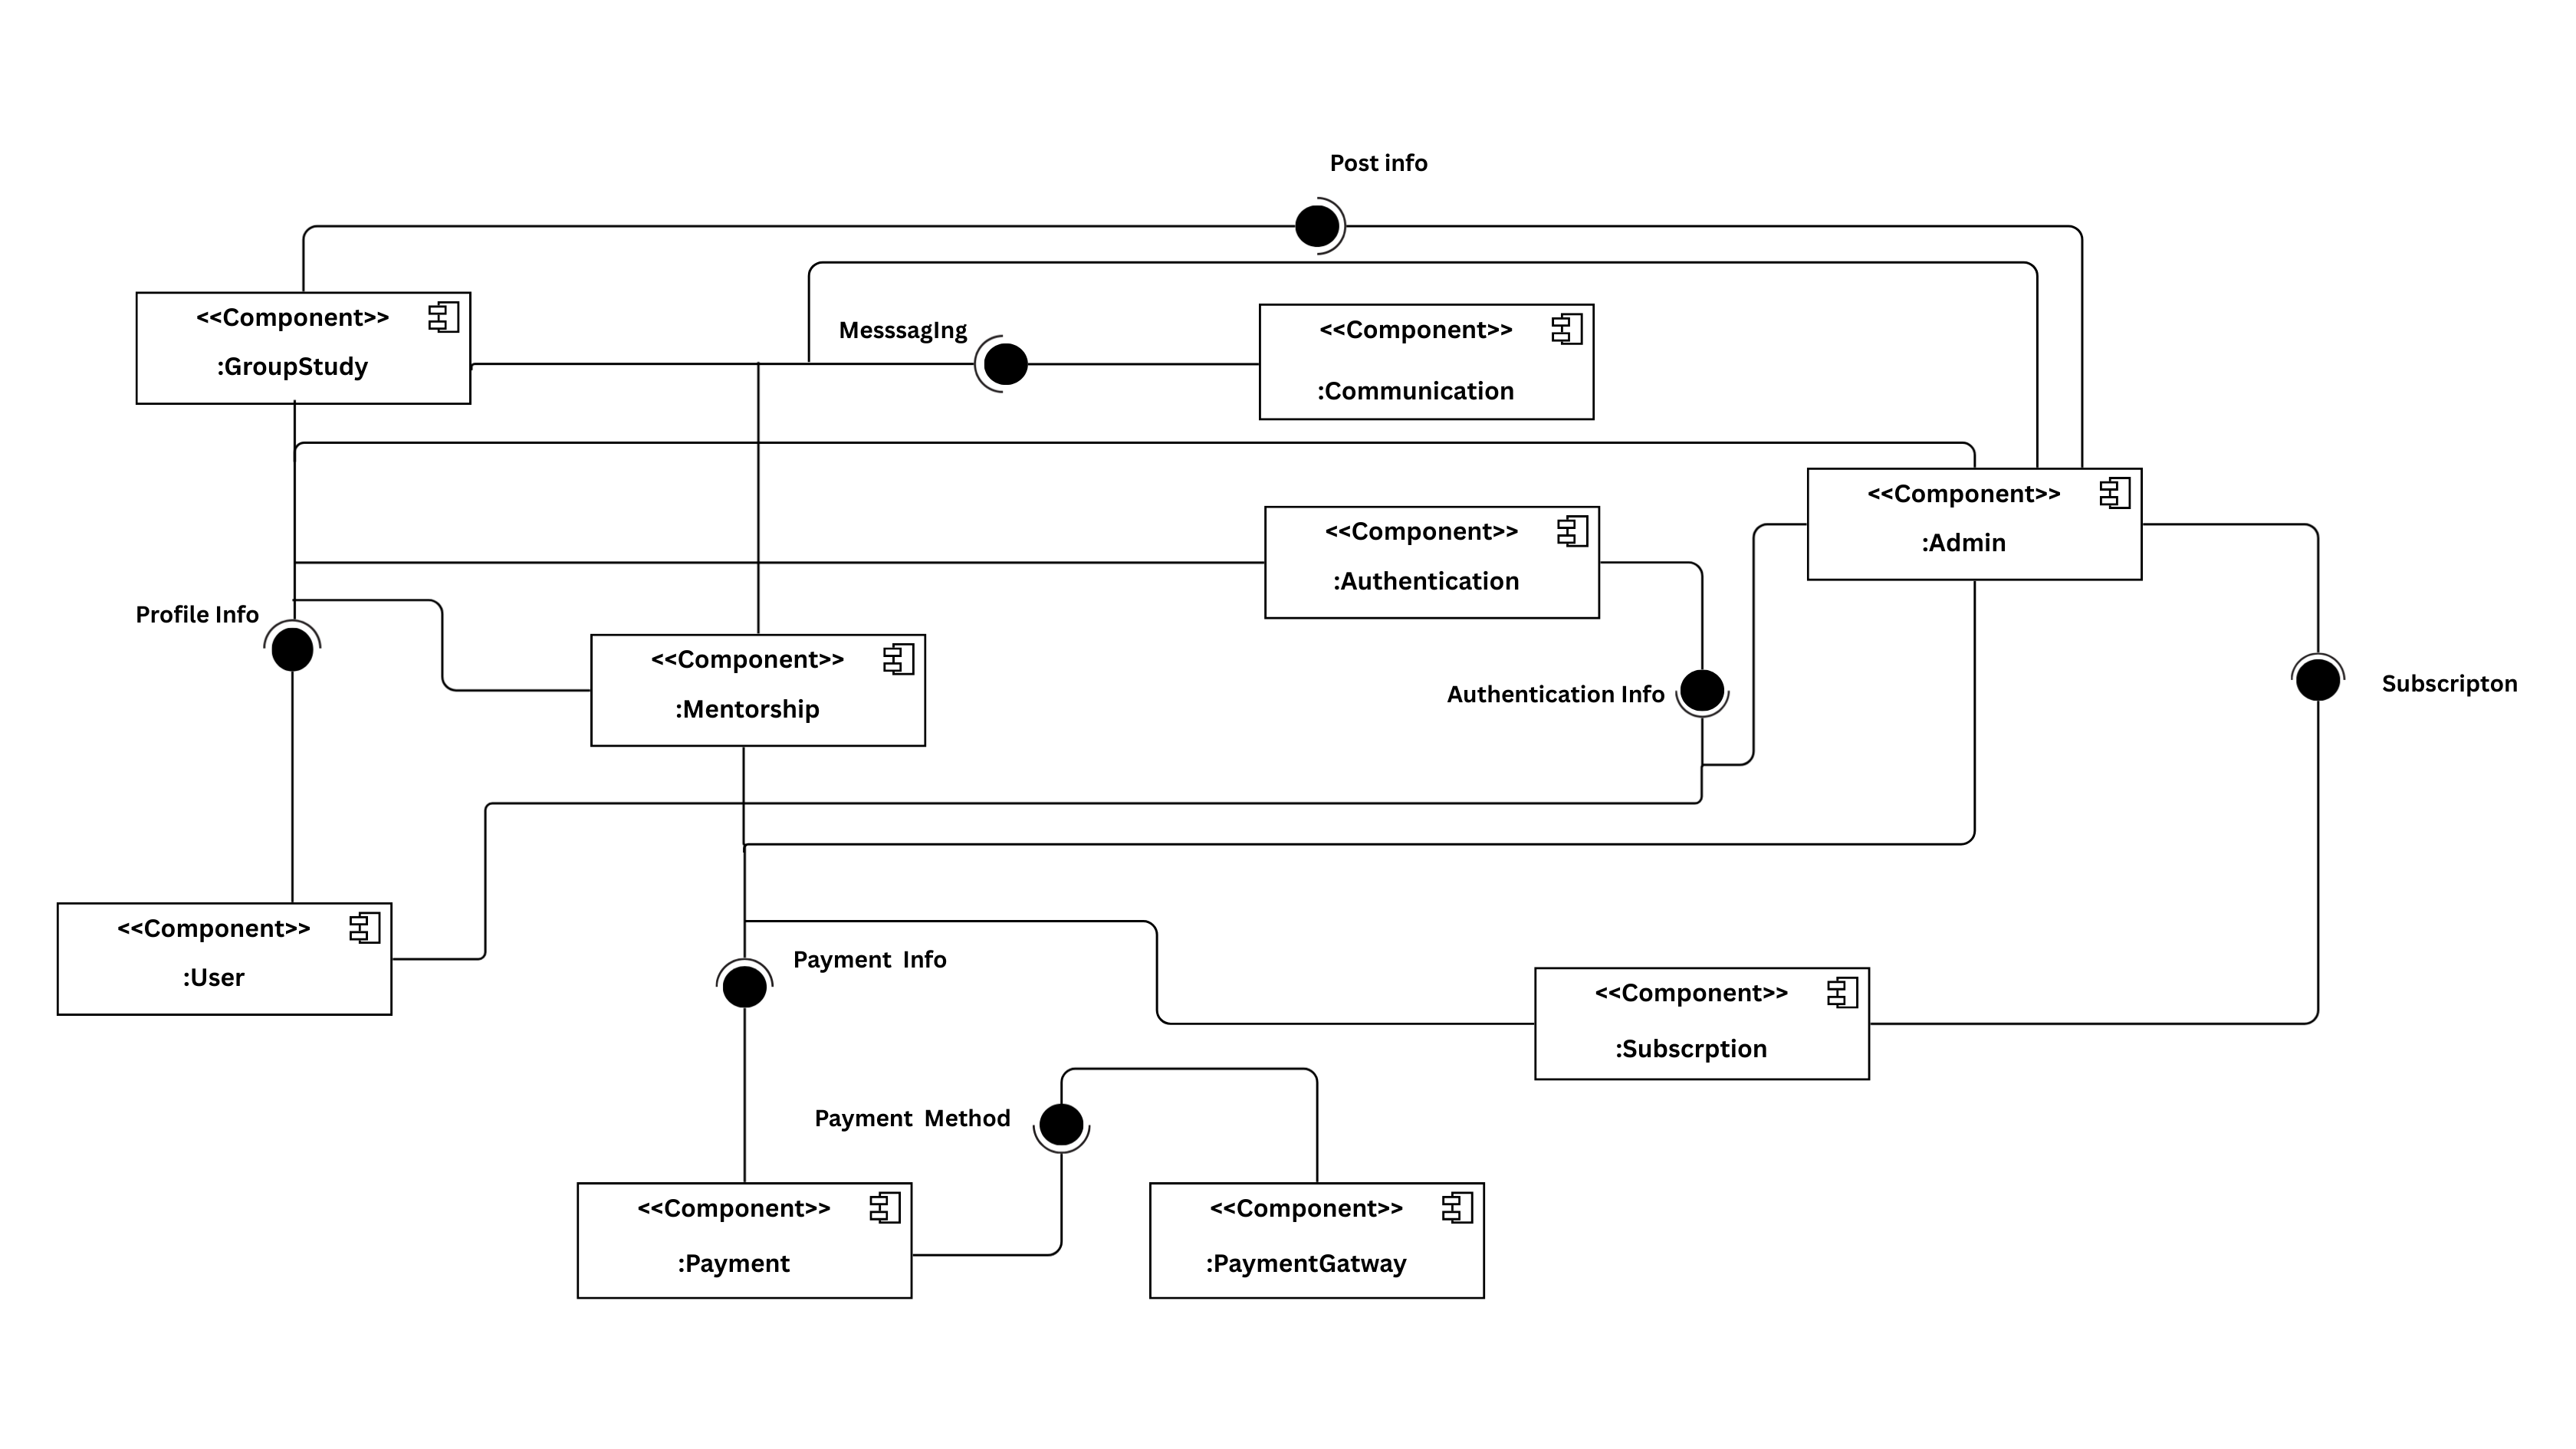 Post info
<<Component>>
:GroupStudy
MesssagIng
<<Component>>
:Communication
<<Component>>
:Admin
<<Component>>
:Authentication
Profile Info
<<Component>>
:Mentorship
Authentication Info
Subscripton
<<Component>>
:User
Payment  Info
<<Component>>
:Subscrption
Payment  Method
<<Component>>
:Payment
<<Component>>
:PaymentGatway